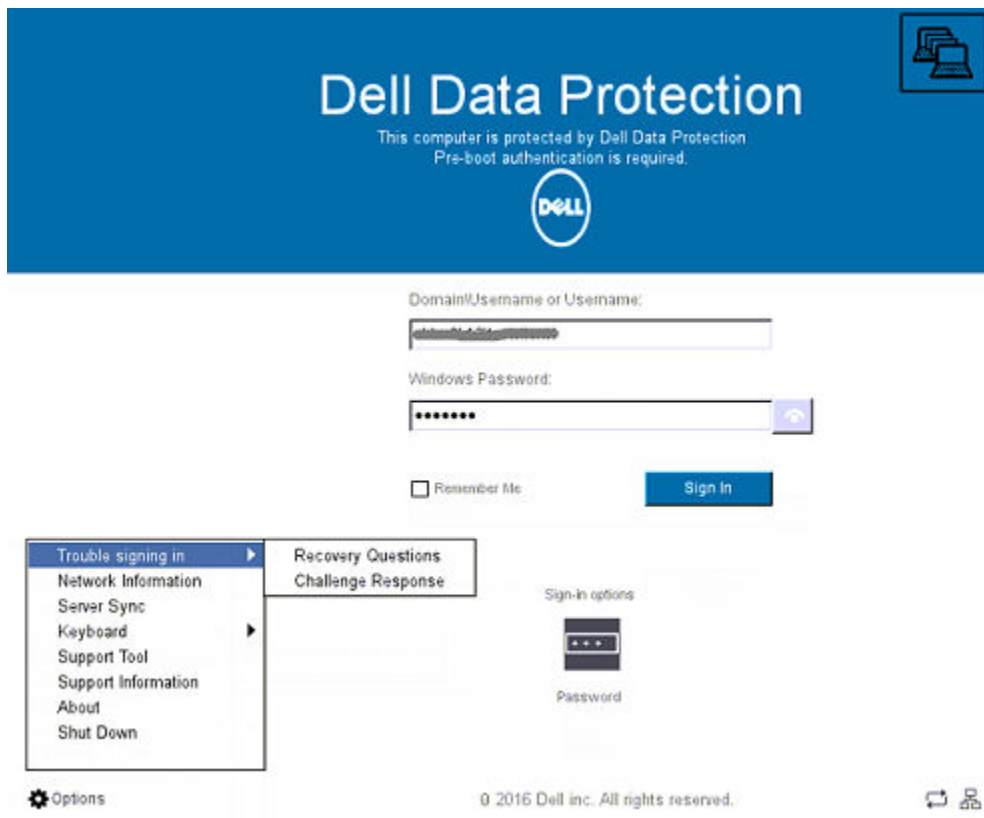 Dell Data Protection
This computer is protected by Dell Data Protection
Pre-boot authentication is required.
DELL
Domain\Username or Username:
Windows Password:
Remember Me
Sign In
Trouble signing in
Network Information
Server Sync
Keyboard
Support Tool
Support Information
About
Shut Down
Recovery Questions
Challenge Response
Sign-in options
Password
Options
© 2016 Dell inc. All rights reserved.